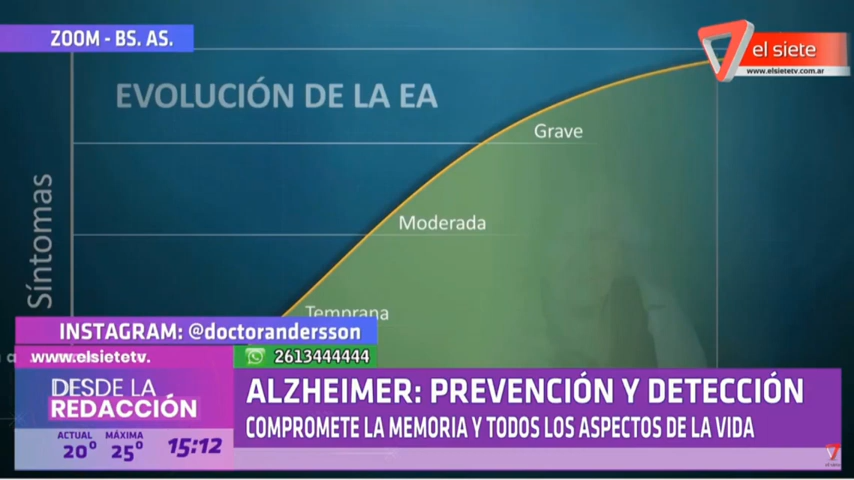 ZOOM - BS. AS.
el siete
www.elsietetv.com.ar
EVOLUCIÓN DE LA EA
Grave
Moderada
Temprana
Síntomas
INSTAGRAM: @doctorandersson
a www.elsietetv.
2613444444
DESDE LA
REDACCIÓN
ALZHEIMER: PREVENCIÓN Y DETECCIÓN
COMPROMETE LA MEMORIA Y TODOS LOS ASPECTOS DE LA VIDA
ACTUAL
20°
MÁXIMA
25°
15:12